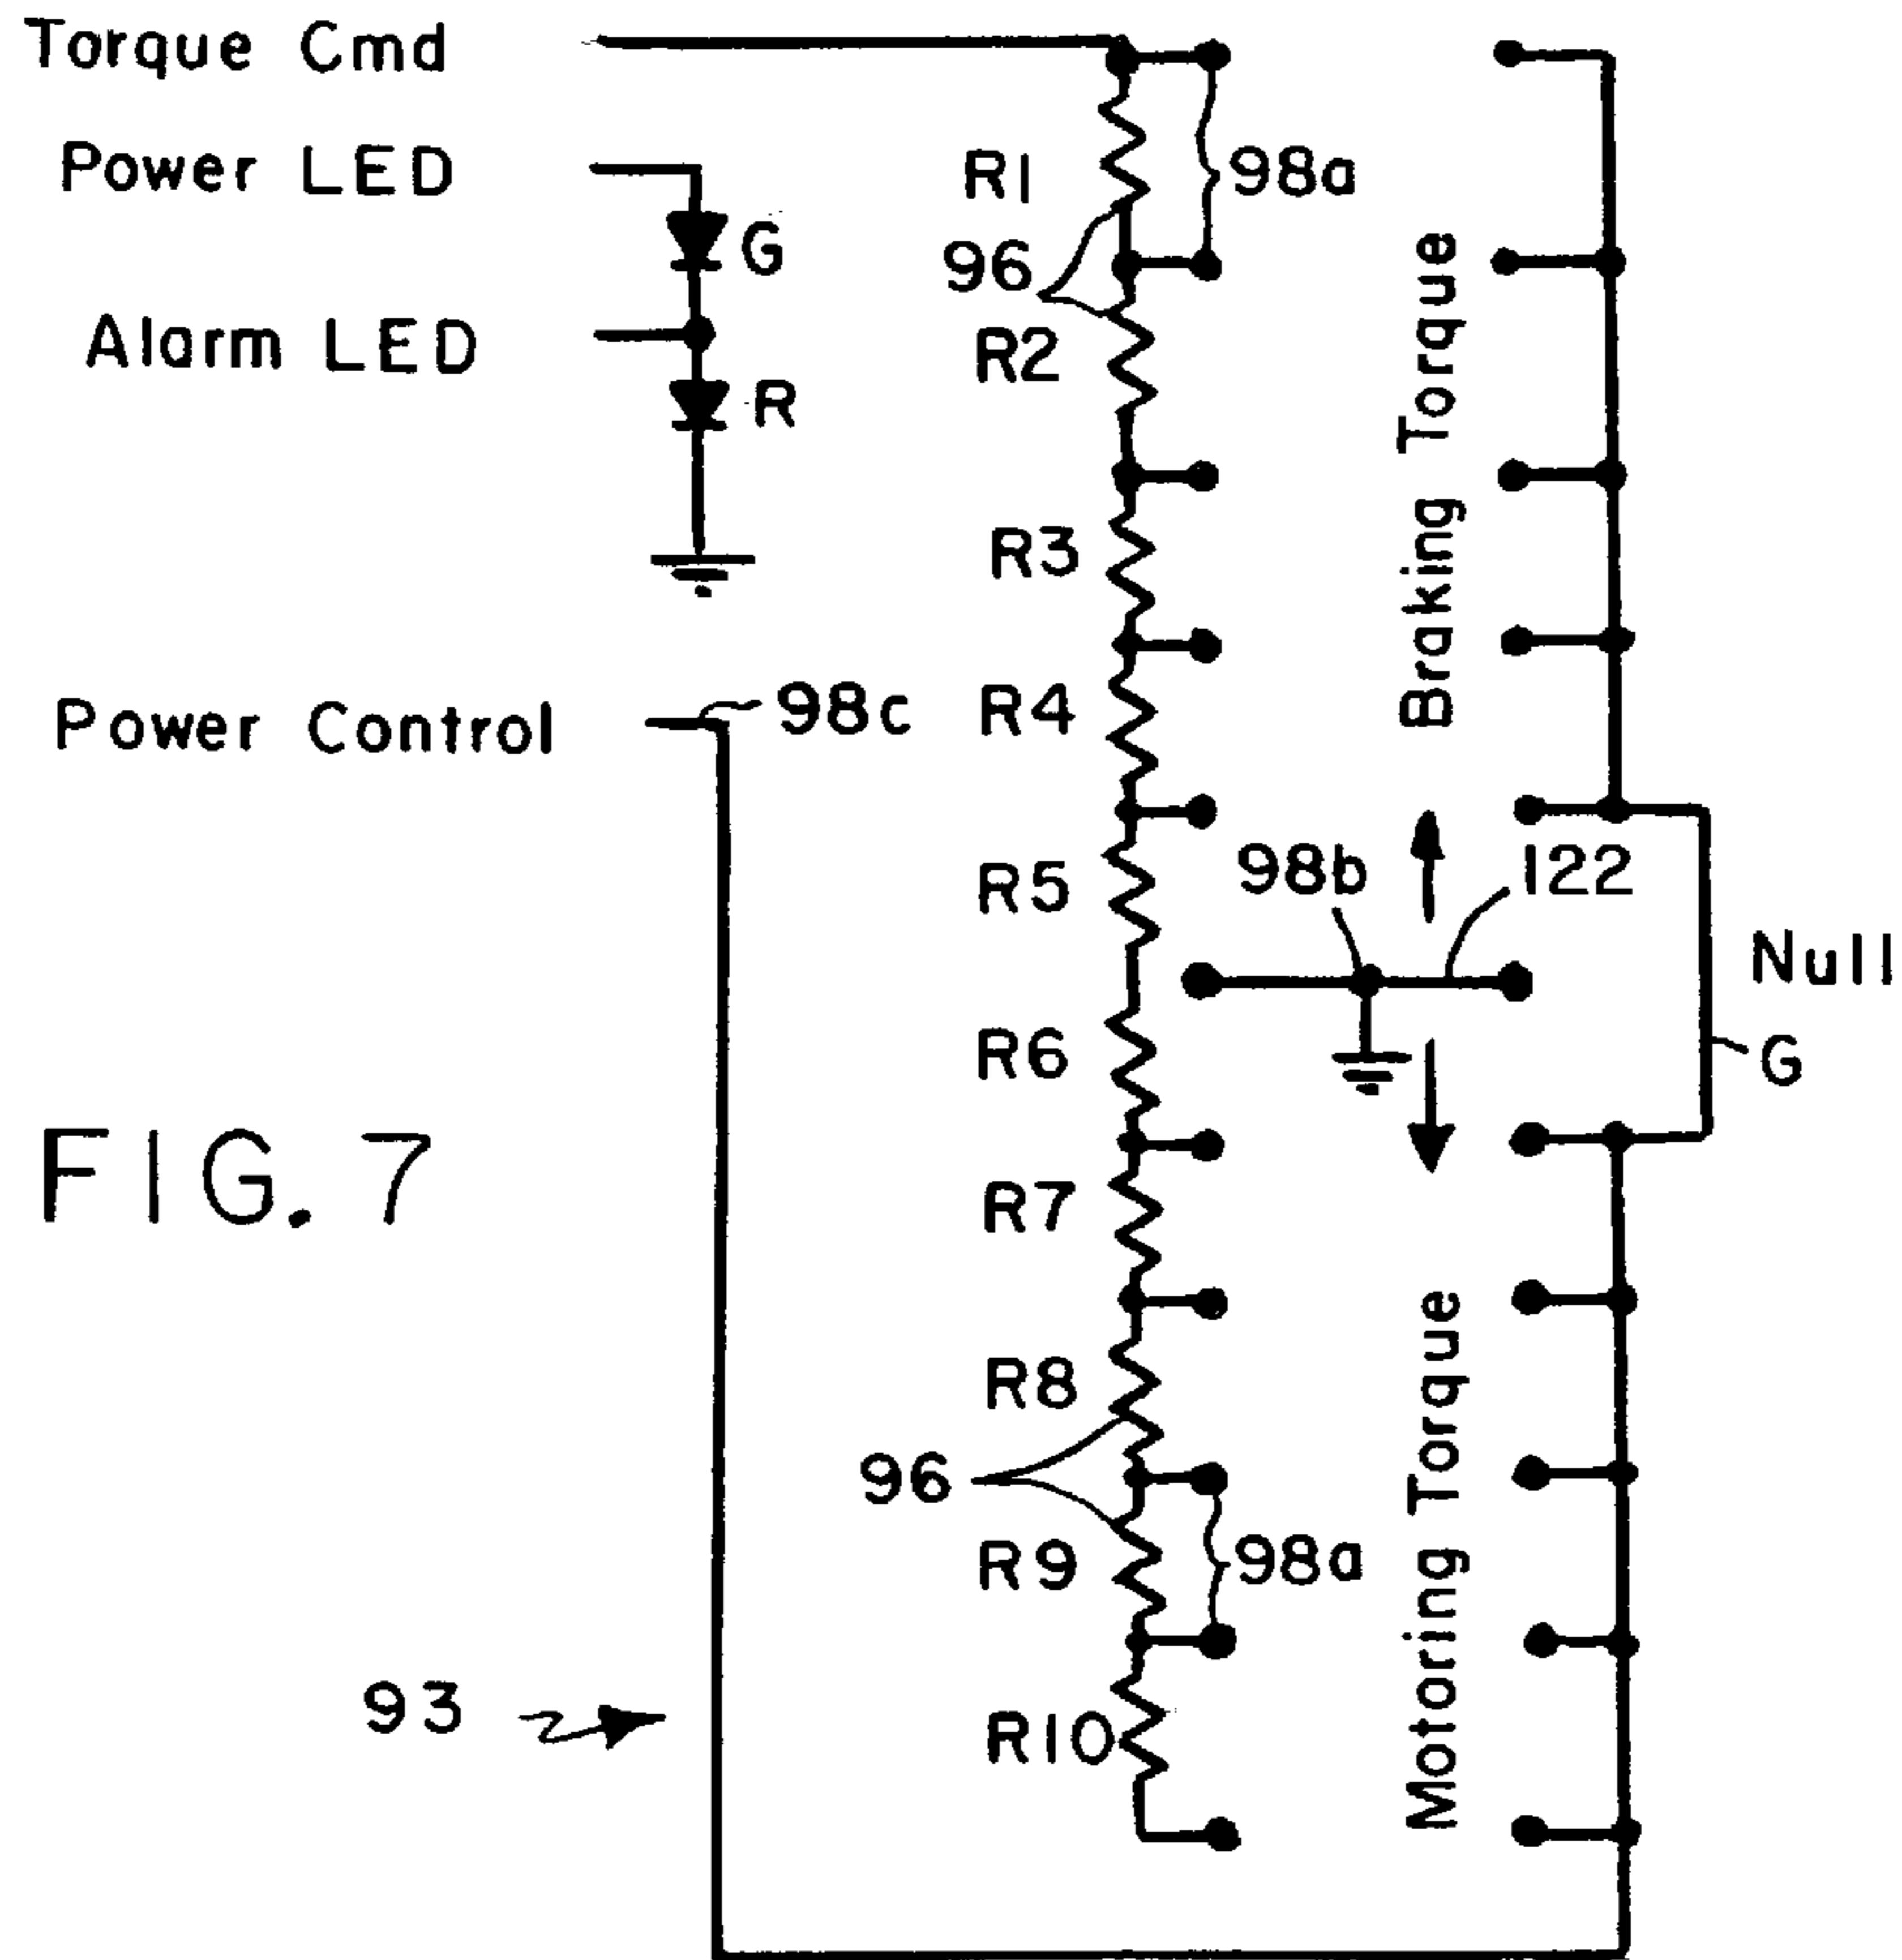 Torque Cmd
Power LED
G
Alarm LED
R
Power Control
98c
R1
98a
96
R2
R3
R4
R5
98b
122
Null
G
R6
R7
R8
96
R9
98a
R10
Braking Torque
Motoring Torque
FIG. 7
93